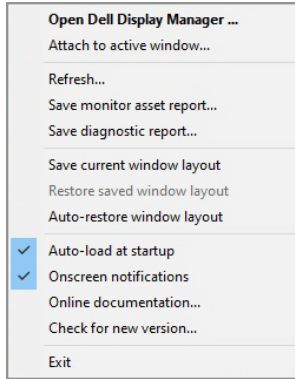 Open Dell Display Manager ...
Attach to active window...
Refresh...
Save monitor asset report...
Save diagnostic report...
Save current window layout
Restore saved window layout
Auto-restore window layout
Auto-load at startup
Onscreen notifications
Online documentation...
Check for new version...
Exit